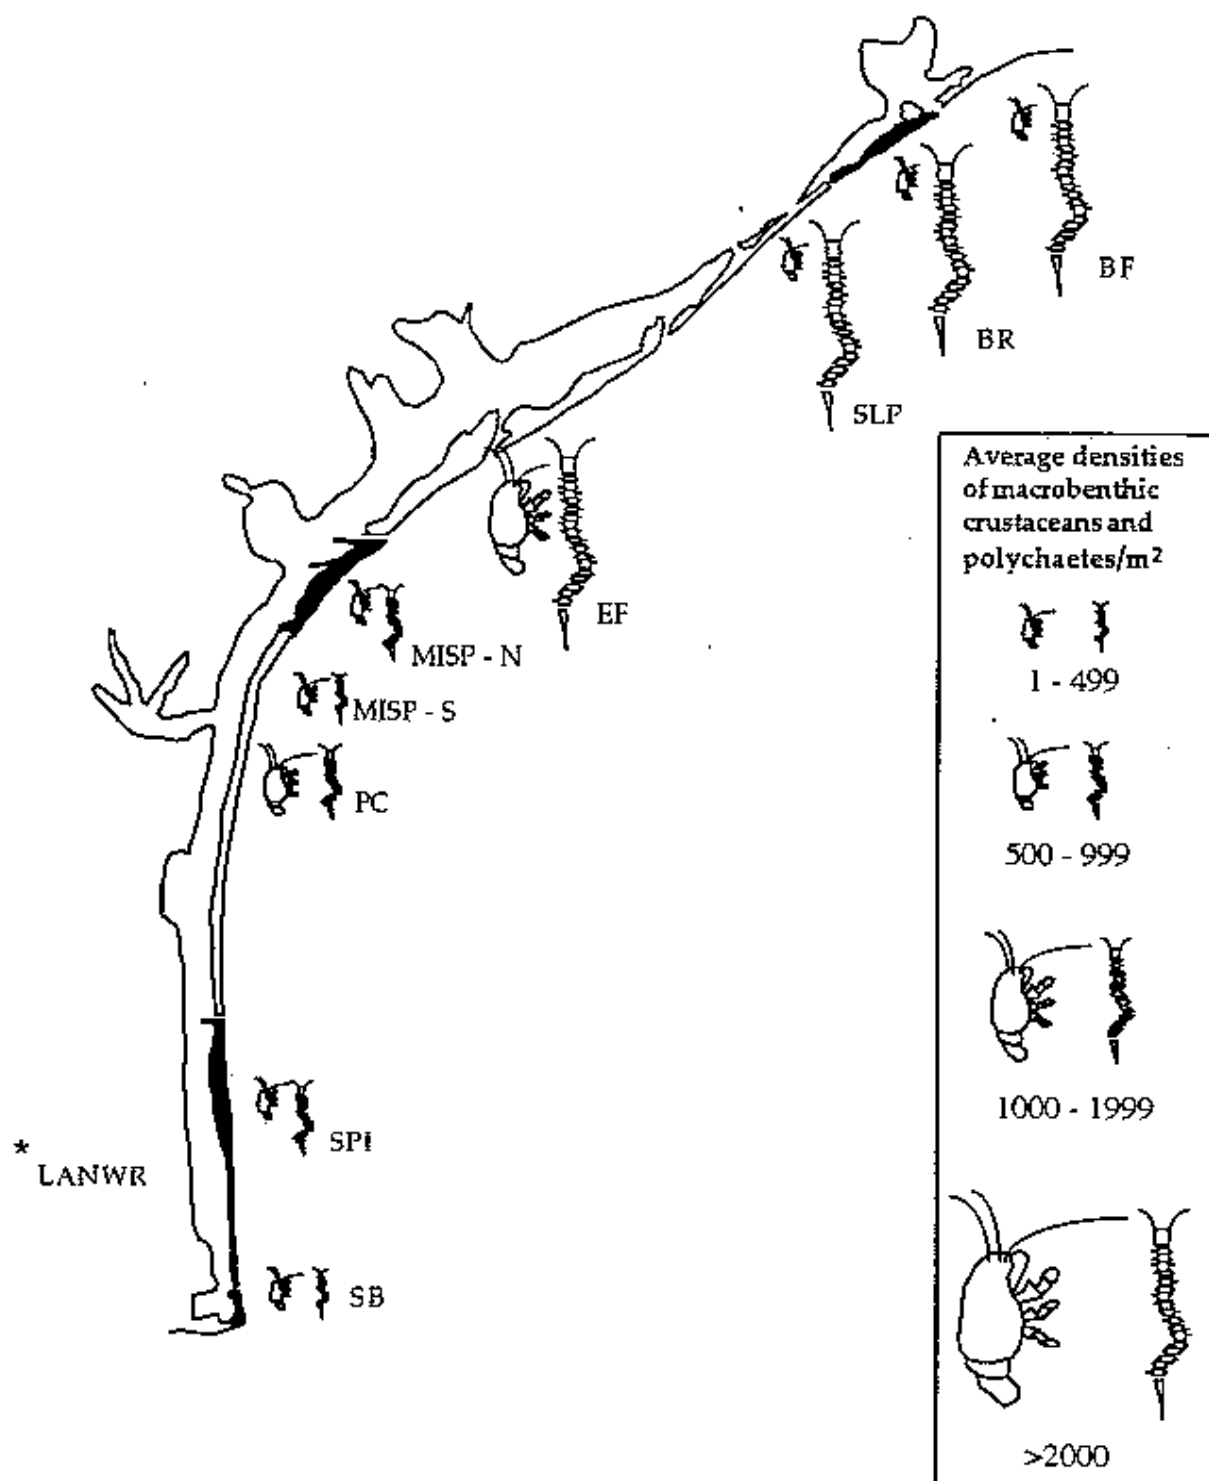 BF
BR
SLP
Average densities
of macrobenthic
crustaceans and
polychaetes/m²
EF
1 - 499
MISP - N
MISP - S
PC
500 - 999
1000 - 1999
SPI
*
LANWR
SB
>2000